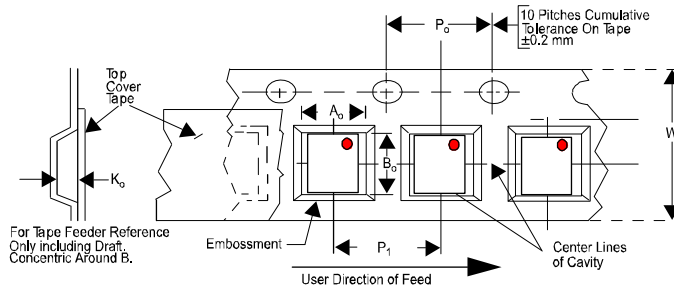 10 Pitches Cumulative
Tolerance On Tape
±0.2 mm
Po
Top
Cover
Tape
Ao
W
Bo
Ko
For Tape Feeder Reference
Only including Draft.
Concentric Around B.
Embossment
P1
Center Lines
of Cavity
User Direction of Feed